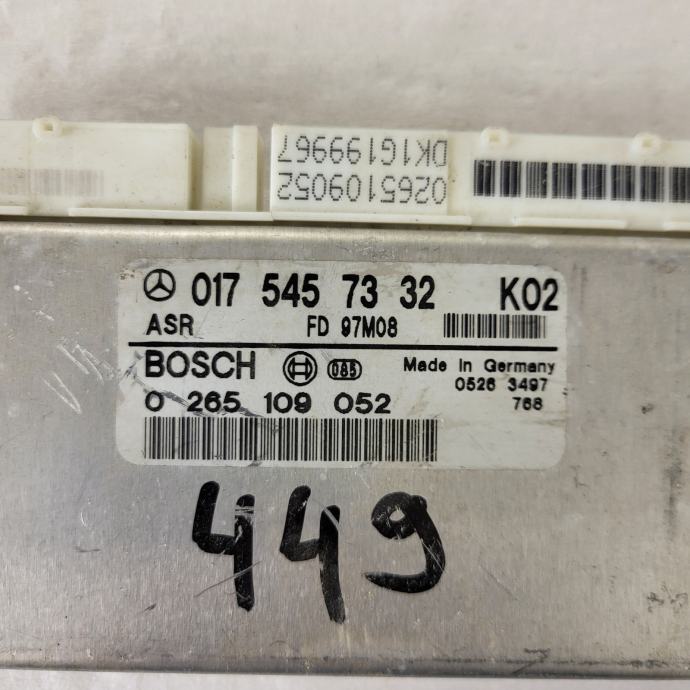 DK1G199967
0265109052
017 545 73 32 K02
ASR FD 97M08
BOSCH 085 Made in Germany
0 265 109 052 0526 3497
768
449